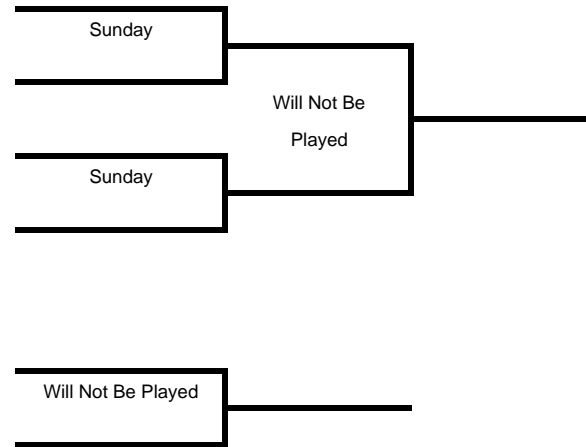 Sunday
Will Not Be
Played
Sunday
Will Not Be Played